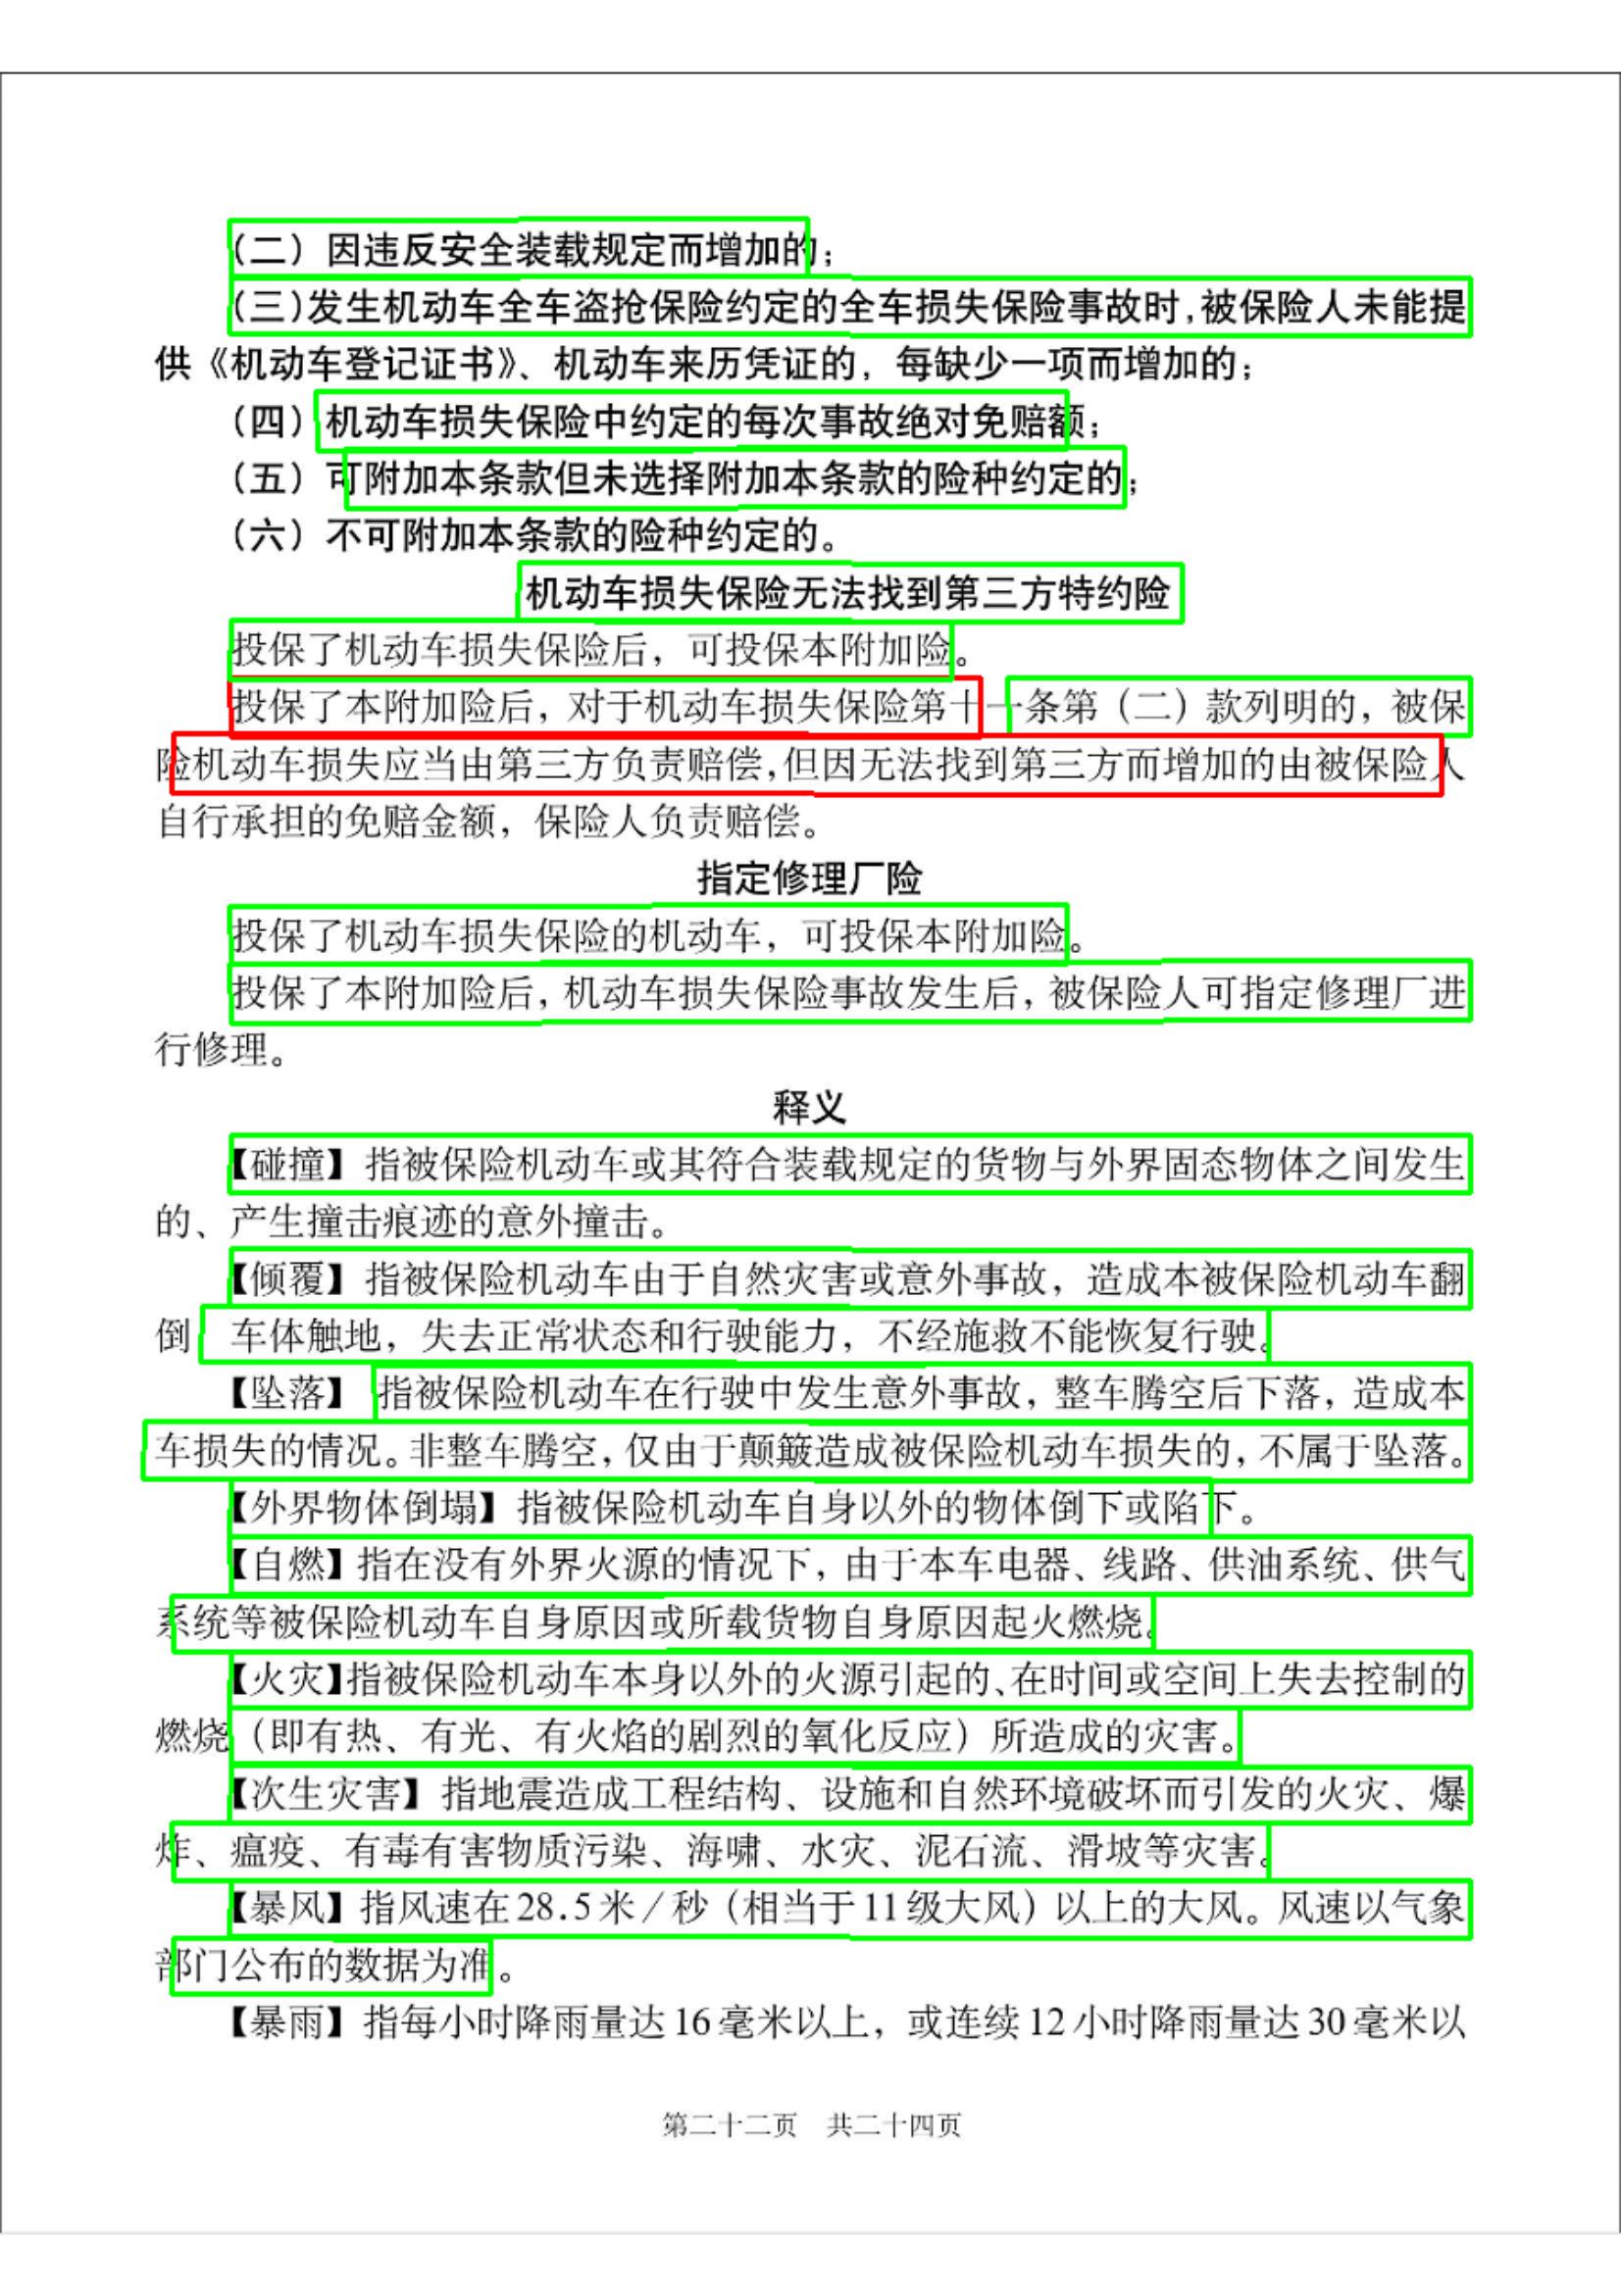 （二）因违反安全装载规定而增加的；
（三）发生机动车全车盗抢保险约定的全车损失保险事故时，被保险人未能提
供《机动车登记证书》、机动车来历凭证的，每缺少一项而增加的；
（四）机动车损失保险中约定的每次事故绝对免赔额；
（五）可附加本条款但未选择附加本条款的险种约定的；
（六）不可附加本条款的险种约定的。
机动车损失保险无法找到第三方特约险
投保了机动车损失保险后，可投保本附加险。
投保了本附加险后，对于机动车损失保险第十一条第（二）款列明的，被保
险机动车损失应当由第三方负责赔偿，但因无法找到第三方而增加的由被保险人
自行承担的免赔金额，保险人负责赔偿。
指定修理厂险
投保了机动车损失保险的机动车，可投保本附加险。
投保了本附加险后，机动车损失保险事故发生后，被保险人可指定修理厂进
行修理。
释义
【碰撞】指被保险机动车或其符合装载规定的货物与外界固态物体之间发生
的、产生撞击痕迹的意外撞击。
【倾覆】指被保险机动车由于自然灾害或意外事故，造成本被保险机动车翻
倒 车体触地，失去正常状态和行驶能力，不经施救不能恢复行驶。
【坠落】指被保险机动车在行驶中发生意外事故，整车腾空后下落，造成本
车损失的情况。非整车腾空，仅由于颠簸造成被保险机动车损失的，不属于坠落。
【外界物体倒塌】指被保险机动车自身以外的物体倒下或陷下。
【自燃】指在没有外界火源的情况下，由于本车电器、线路、供油系统、供气
系统等被保险机动车自身原因或所载货物自身原因起火燃烧。
【火灾】指被保险机动车本身以外的火源引起的、在时间或空间上失去控制的
燃烧（即有热、有光、有火焰的剧烈的氧化反应）所造成的灾害。
【次生灾害】指地震造成工程结构、设施和自然环境破坏而引发的火灾、爆
炸、瘟疫、有毒有害物质污染、海啸、水灾、泥石流、滑坡等灾害。
【暴风】指风速在28.5米／秒（相当于11级大风）以上的大风。风速以气象
部门公布的数据为准。
【暴雨】指每小时降雨量达16毫米以上，或连续12小时降雨量达30毫米以
第二十二页 共二十四页